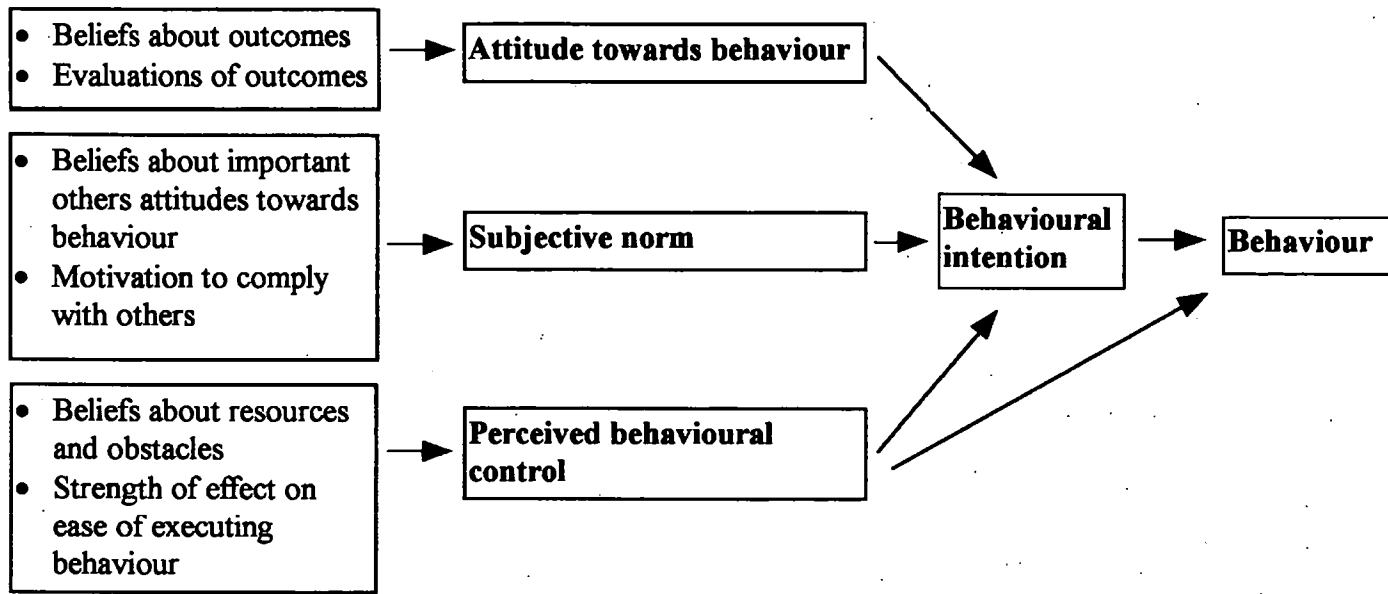 • Beliefs about outcomes
• Evaluations of outcomes
Attitude towards behaviour
• Beliefs about important
others attitudes towards
behaviour
• Motivation to comply
with others
Subjective norm
• Beliefs about resources
and obstacles
• Strength of effect on
ease of executing
behaviour
Perceived behavioural
control
Behavioural
intention
Behaviour